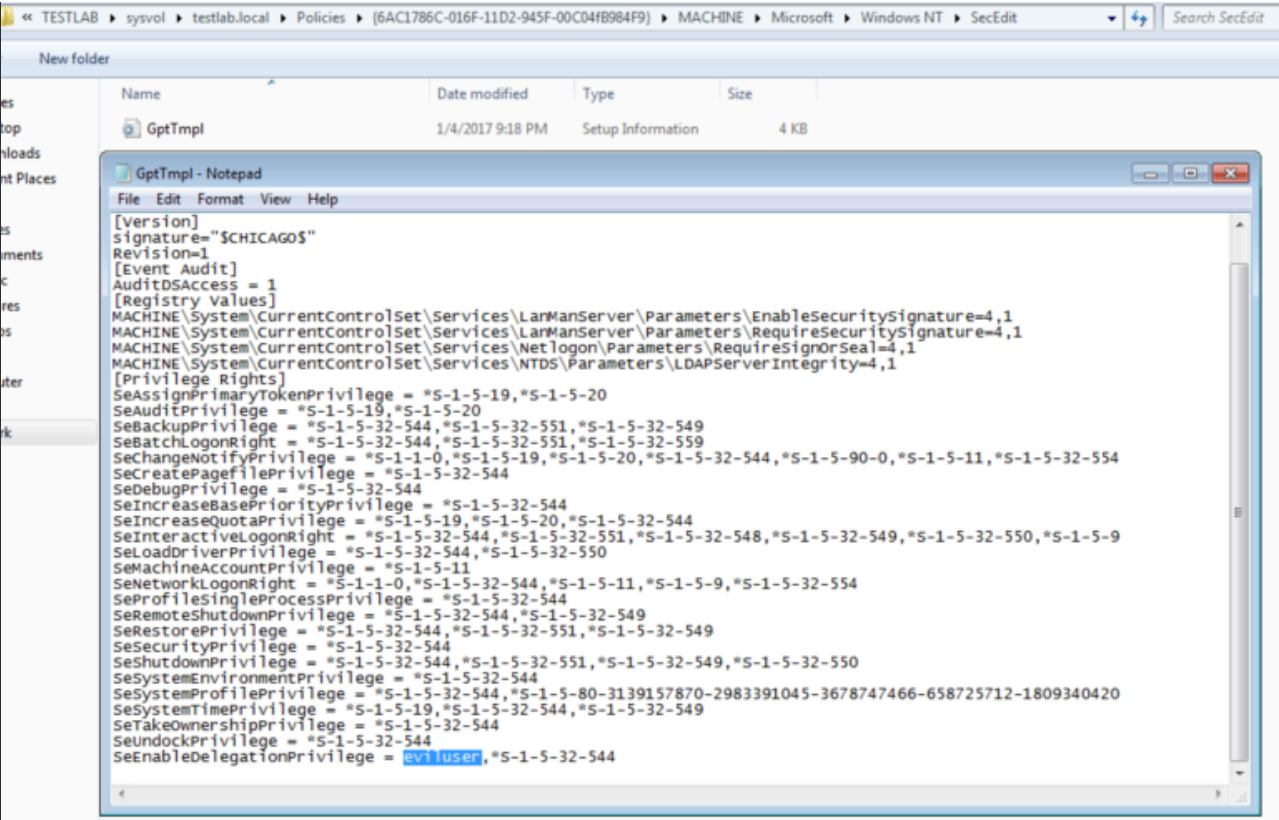 « TESTLAB ▸ sysvol ▸ testlab.local ▸ Policies ▸ {6AC1786C-016F-11D2-945F-00C04fB984F9} ▸ MACHINE ▸ Microsoft ▸ Windows NT ▸ SecEdit
Search SecEdit
New folder
Name Date modified Type Size
GptTmpl 1/4/2017 9:18 PM Setup Information 4 KB
es
top
nloads
nt Places
es
uments
c
res
os
uter
rk
GptTmpl - Notepad
File Edit Format View Help
[Version]
signature="$CHICAGO$"
Revision=1
[Event Audit]
AuditDSAccess = 1
[Registry Values]
MACHINE\System\CurrentControlSet\Services\LanManServer\Parameters\EnableSecuritySignature=4,1
MACHINE\System\CurrentControlSet\Services\LanManServer\Parameters\RequireSecuritySignature=4,1
MACHINE\System\CurrentControlSet\Services\Netlogon\Parameters\RequireSignOrSeal=4,1
MACHINE\System\CurrentControlSet\Services\NTDS\Parameters\LDAPServerIntegrity=4,1
[Privilege Rights]
SeAssignPrimaryTokenPrivilege = *S-1-5-19,*S-1-5-20
SeAuditPrivilege = *S-1-5-19,*S-1-5-20
SeBackupPrivilege = *S-1-5-32-544,*S-1-5-32-551,*S-1-5-32-549
SeBatchLogonRight = *S-1-5-32-544,*S-1-5-32-551,*S-1-5-32-559
SeChangeNotifyPrivilege = *S-1-1-0,*S-1-5-19,*S-1-5-20,*S-1-5-32-544,*S-1-5-90-0,*S-1-5-11,*S-1-5-32-554
SeCreatePagefilePrivilege = *S-1-5-32-544
SeDebugPrivilege = *S-1-5-32-544
SeIncreaseBasePriorityPrivilege = *S-1-5-32-544
SeIncreaseQuotaPrivilege = *S-1-5-19,*S-1-5-20,*S-1-5-32-544
SeInteractiveLogonRight = *S-1-5-32-544,*S-1-5-32-551,*S-1-5-32-548,*S-1-5-32-549,*S-1-5-32-550,*S-1-5-9
SeLoadDriverPrivilege = *S-1-5-32-544,*S-1-5-32-550
SeMachineAccountPrivilege = *S-1-5-11
SeNetworkLogonRight = *S-1-1-0,*S-1-5-32-544,*S-1-5-11,*S-1-5-9,*S-1-5-32-554
SeProfileSingleProcessPrivilege = *S-1-5-32-544
SeRemoteShutdownPrivilege = *S-1-5-32-544,*S-1-5-32-549
SeRestorePrivilege = *S-1-5-32-544,*S-1-5-32-551,*S-1-5-32-549
SeSecurityPrivilege = *S-1-5-32-544
SeShutdownPrivilege = *S-1-5-32-544,*S-1-5-32-551,*S-1-5-32-549,*S-1-5-32-550
SeSystemEnvironmentPrivilege = *S-1-5-32-544
SeSystemProfilePrivilege = *S-1-5-32-544,*S-1-5-80-3139157870-2983391045-3678747466-658725712-1809340420
SeSystemTimePrivilege = *S-1-5-19,*S-1-5-32-544,*S-1-5-32-549
SeTakeOwnershipPrivilege = *S-1-5-32-544
SeUndockPrivilege = *S-1-5-32-544
SeEnableDelegationPrivilege = eviluser,*S-1-5-32-544